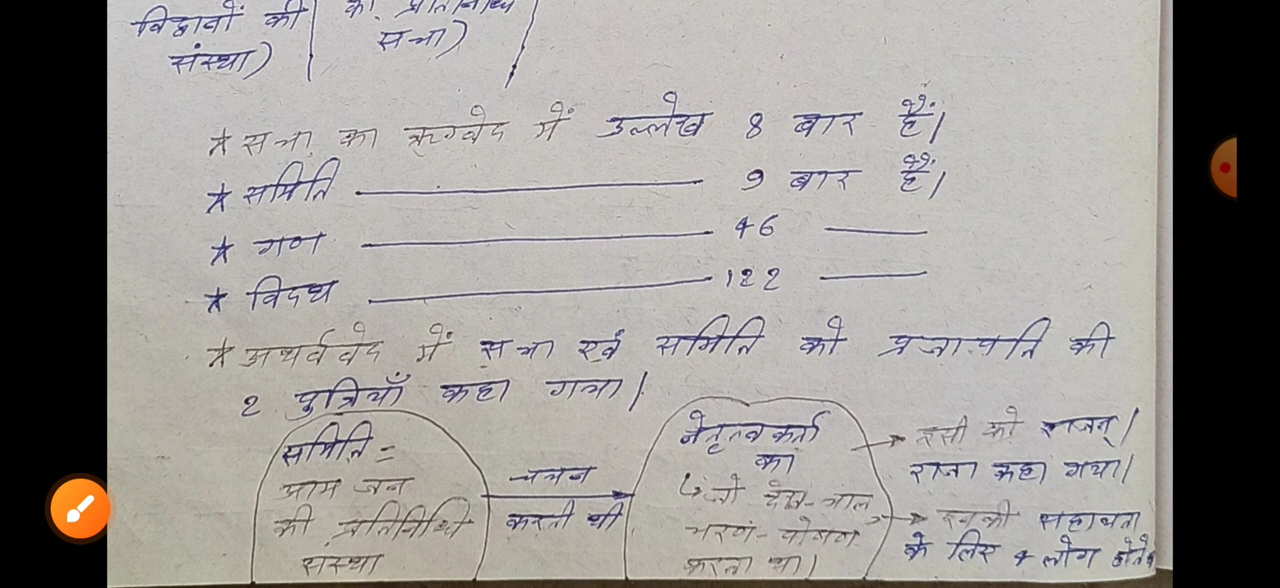 विद्वानों की
संस्था)
की प्रतिनिधि
सभा)
* सभा का ऋग्वेद में उल्लेख 8 बार हैं।
* समिति ——— 9 बार हैं।
* गण ——— 46 ———
* विदथ ——— 122 ———
* अथर्ववेद में सभा एवं समिति को प्रजापति की
2 पुत्रियाँ कहा गया।
समिति =
आम जन
की प्रतिनिधि
संस्था
चयन
करती थी
नेतृत्वकर्ता
का
जो देख-भाल
भरण-पोषण
करता था।
इसी को राजन्/
राजा कहा गया।
इनकी सहायता
के लिए 4 लोग होते थे